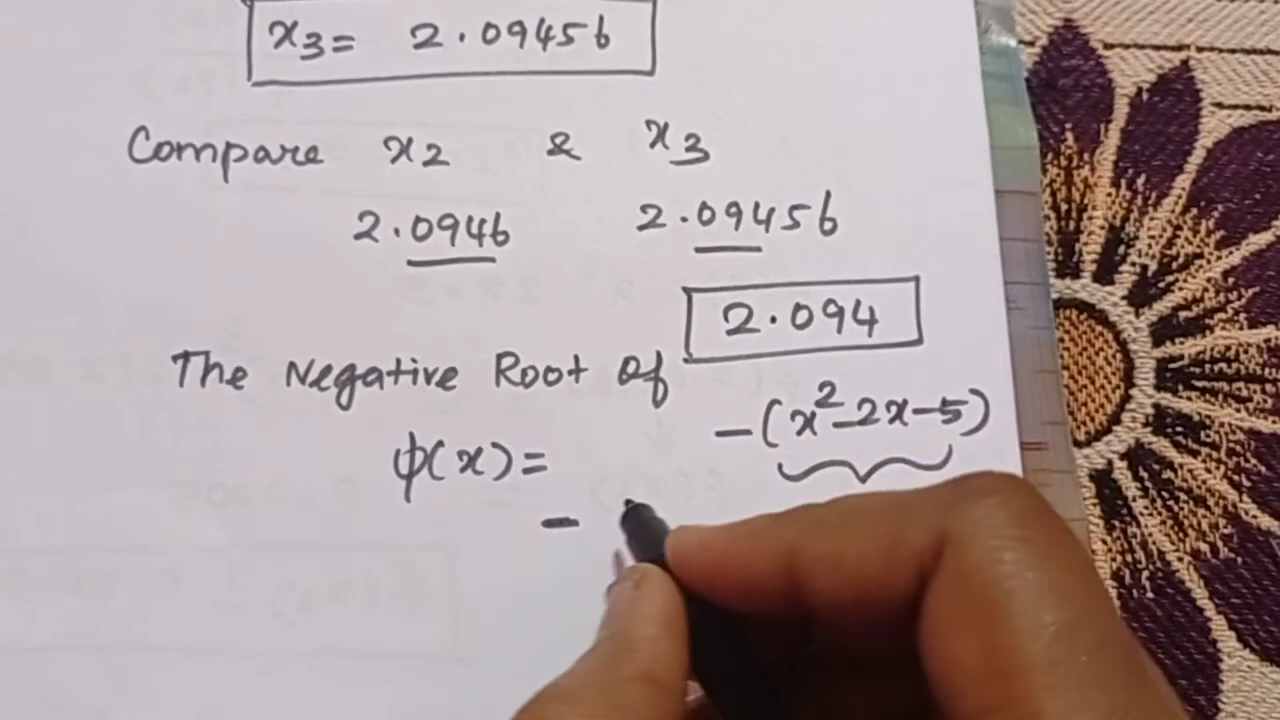 x₃ = 2.09456
Compare x₂ & x₃
2.0946 2.09456
2.094
The Negative Root Of
-(x²-2x-5)
φ(x) =
-